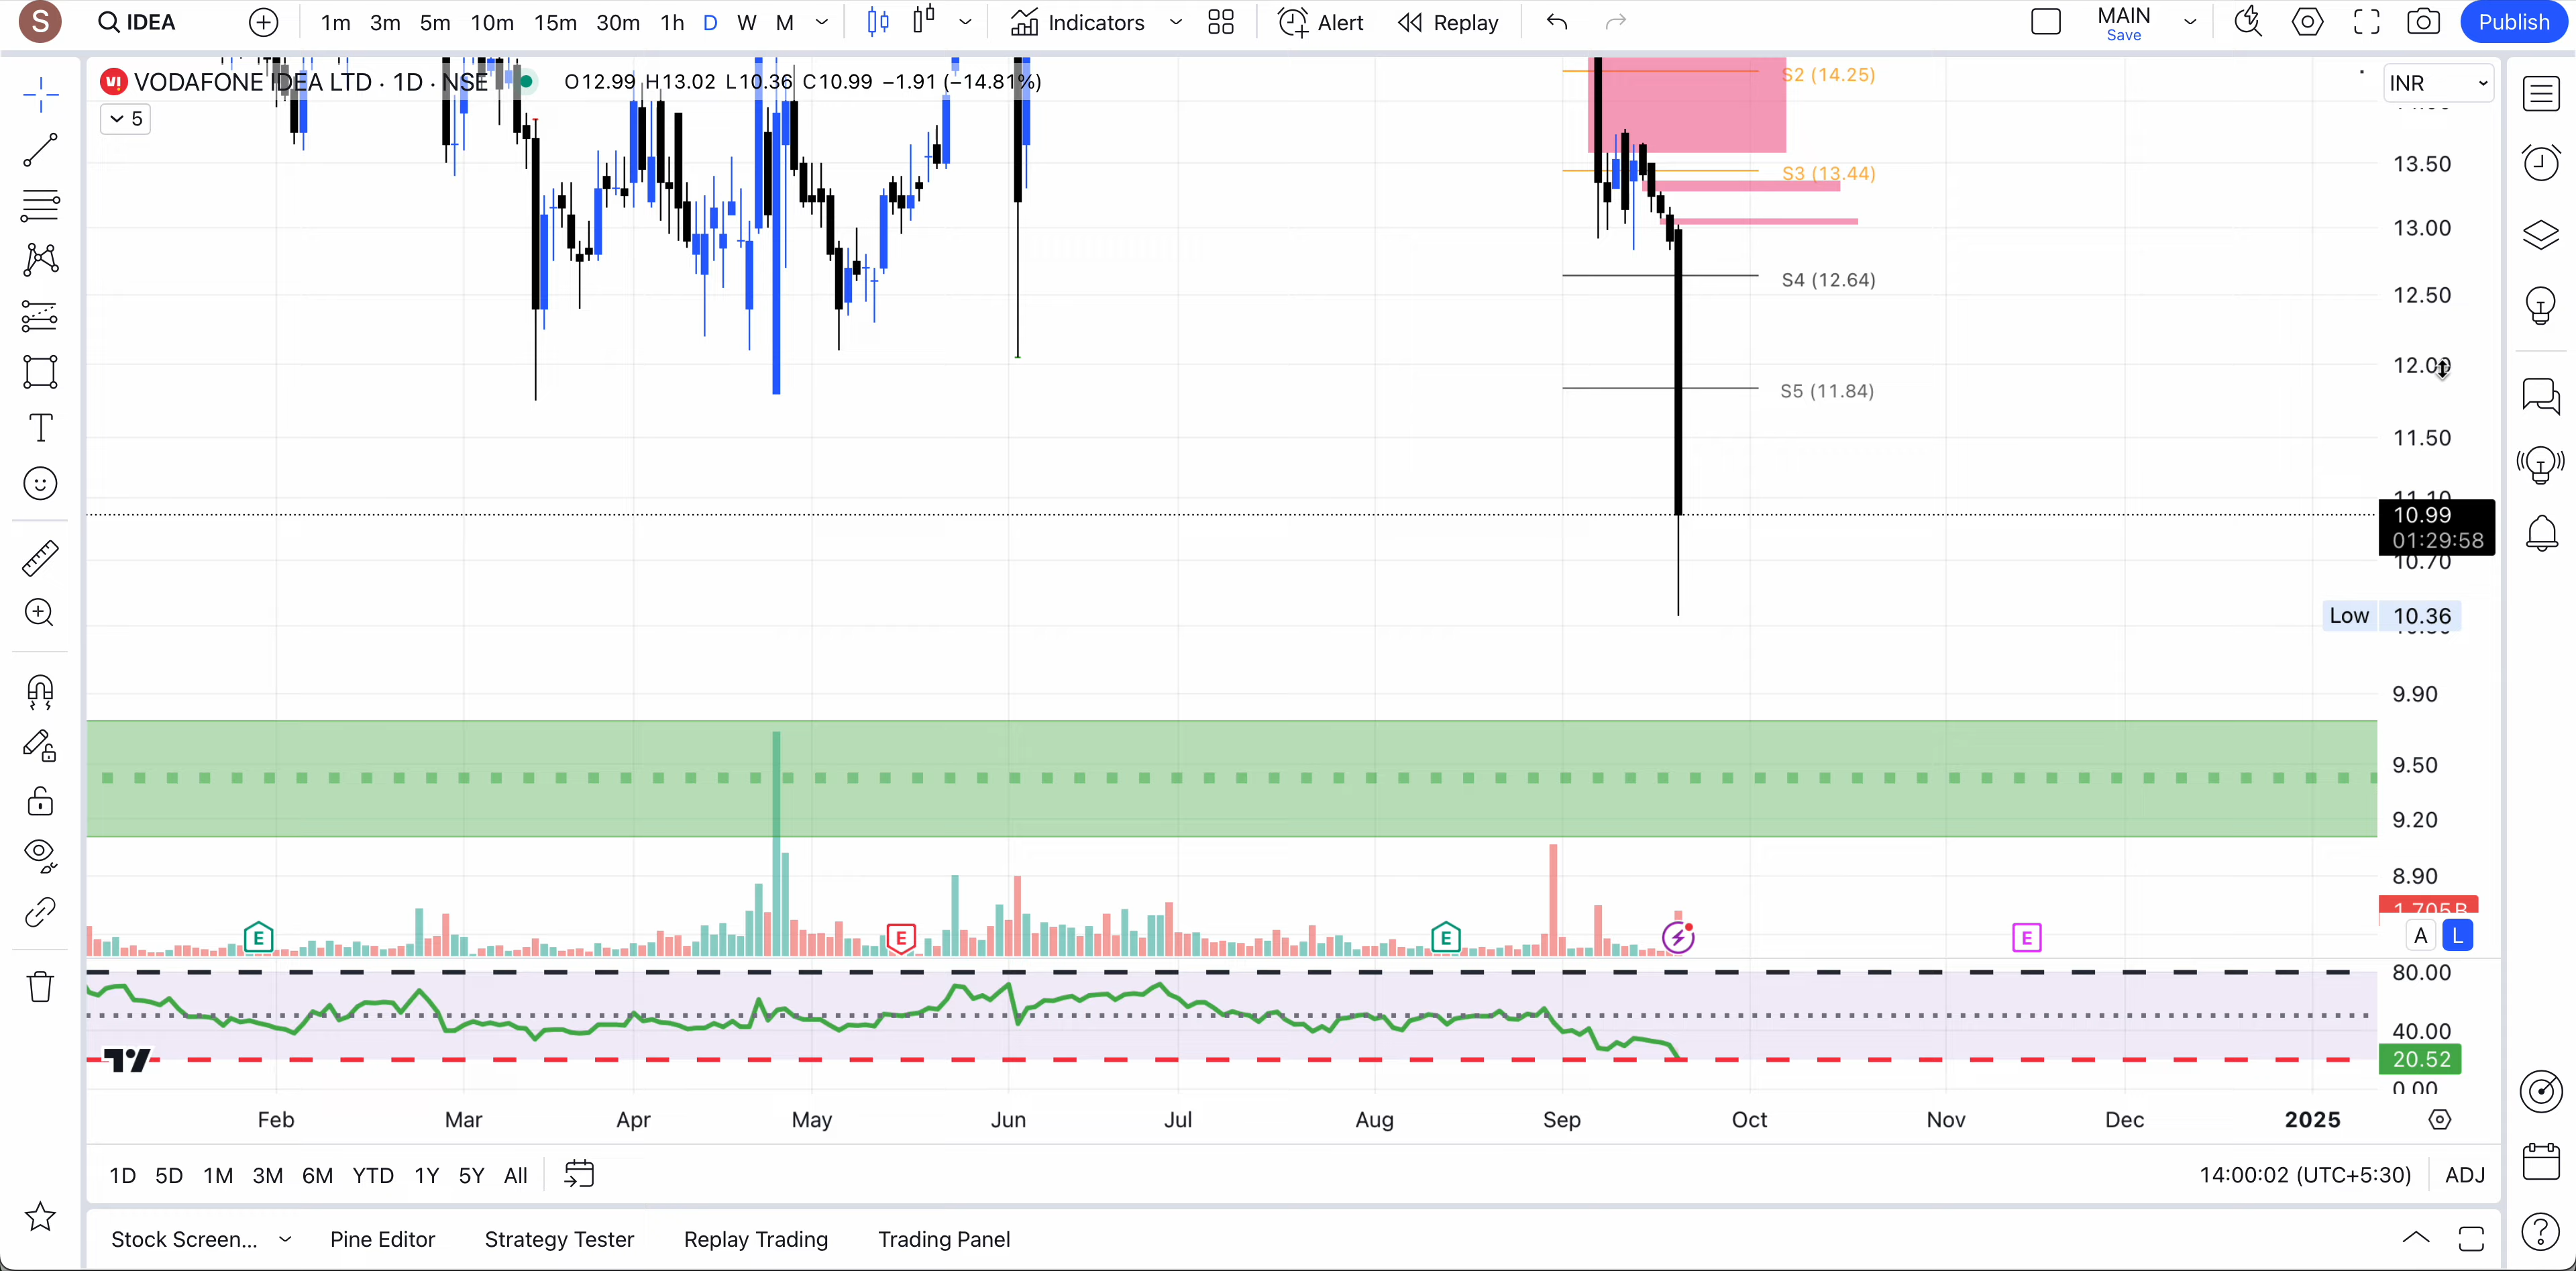 S IDEA 1m 3m 5m 10m 15m 30m 1h D W M Indicators Alert Replay MAIN Save Publish
VODAFONE IDEA LTD · 1D · NSE O12.99 H13.02 L10.36 C10.99 −1.91 (−14.81%)
INR
5
S2 (14.25)
13.50
S3 (13.44)
13.00
S4 (12.64)
12.50
12.00
S5 (11.84)
11.50
11.10
10.99
01:29:58
10.70
Low 10.36
9.90
9.50
9.20
8.90
1.705B
E E E E
A L
80.00
40.00
20.52
0.00
Feb Mar Apr May Jun Jul Aug Sep Oct Nov Dec 2025
1D 5D 1M 3M 6M YTD 1Y 5Y All 14:00:02 (UTC+5:30) ADJ
Stock Screen... Pine Editor Strategy Tester Replay Trading Trading Panel